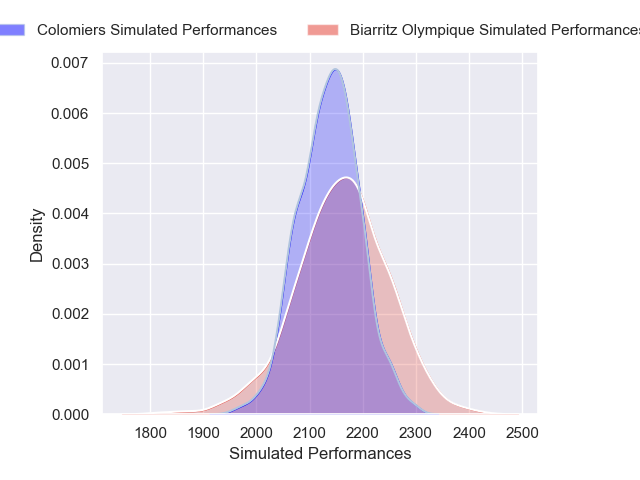 Colomiers Simulated Performances
Biarritz Olympique Simulated Performances
0.007
0.006
0.005
0.004
0.003
0.002
0.001
0.000
Density
1800 1900 2000 2100 2200 2300 2400 2500
Simulated Performances